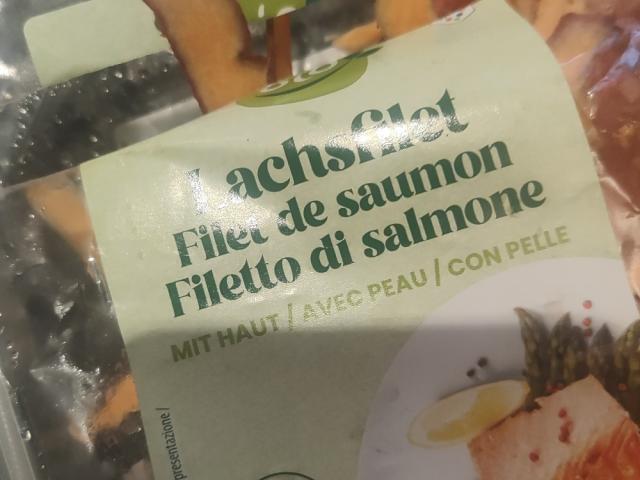 Lachsfilet
Filet de saumon
Filetto di salmone
MIT HAUT / AVEC PEAU / CON PELLE
presentazione /